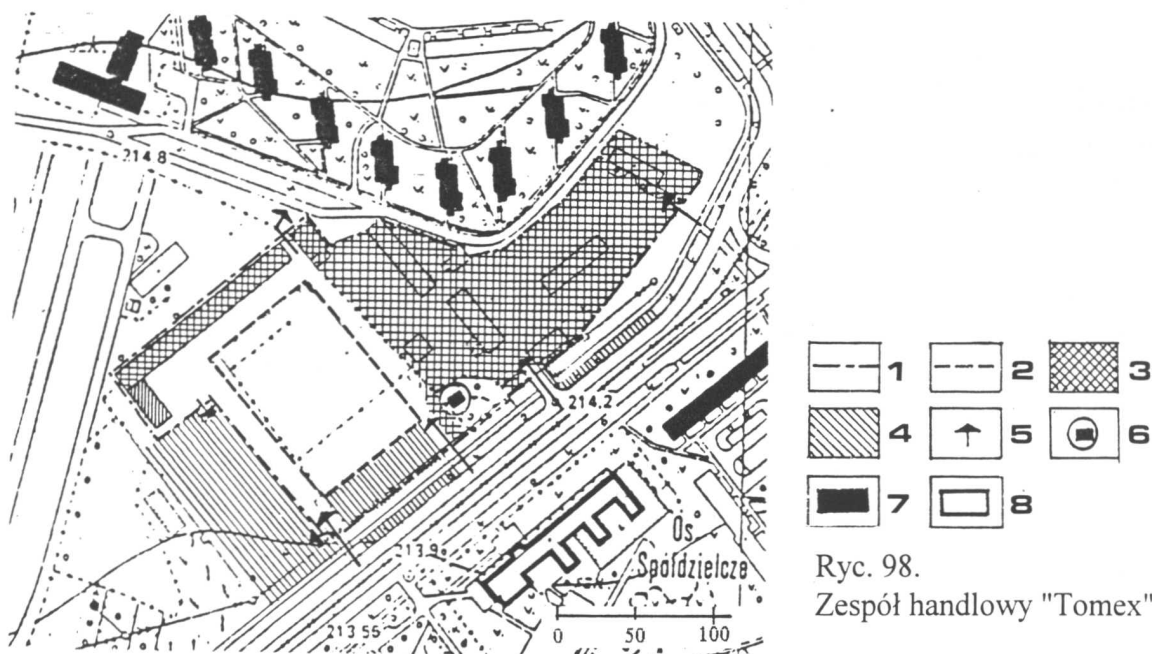 214.8
214.2
213.9
213.55
Os.
Spółdzielcze
0 50 100
1 2 3
4 5 6
7 8
Ryc. 98.
Zespół handlowy "Tomex"